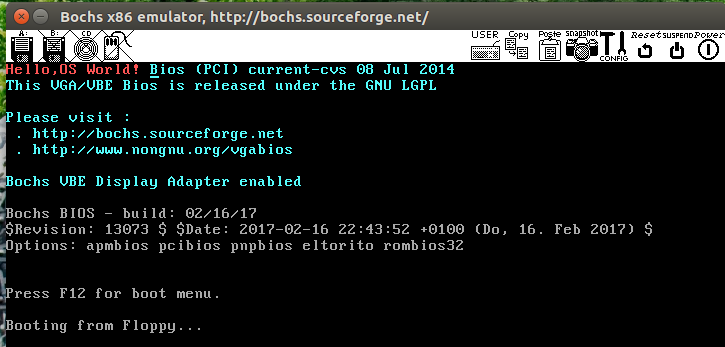 Bochs x86 emulator, http://bochs.sourceforge.net/
A: B: CD USER Copy Paste snapshot CONFIG Reset SUSPEND Power
Hello,OS World! Bios (PCI) current-cvs 08 Jul 2014
This VGA/VBE Bios is released under the GNU LGPL
Please visit :
. http://bochs.sourceforge.net
. http://www.nongnu.org/vgabios
Bochs VBE Display Adapter enabled
Bochs BIOS - build: 02/16/17
$Revision: 13073 $ $Date: 2017-02-16 22:43:52 +0100 (Do, 16. Feb 2017) $
Options: apmbios pcibios pnpbios eltorito rombios32
Press F12 for boot menu.
Booting from Floppy...